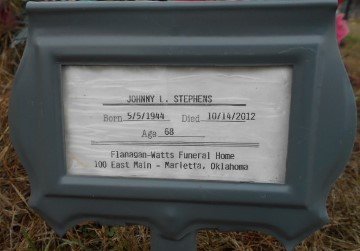 JOHNNY L. STEPHENS
Born 5/5/1944 Died 10/14/2012
Age 68
Flanagan-Watts Funeral Home
100 East Main - Marietta, Oklahoma